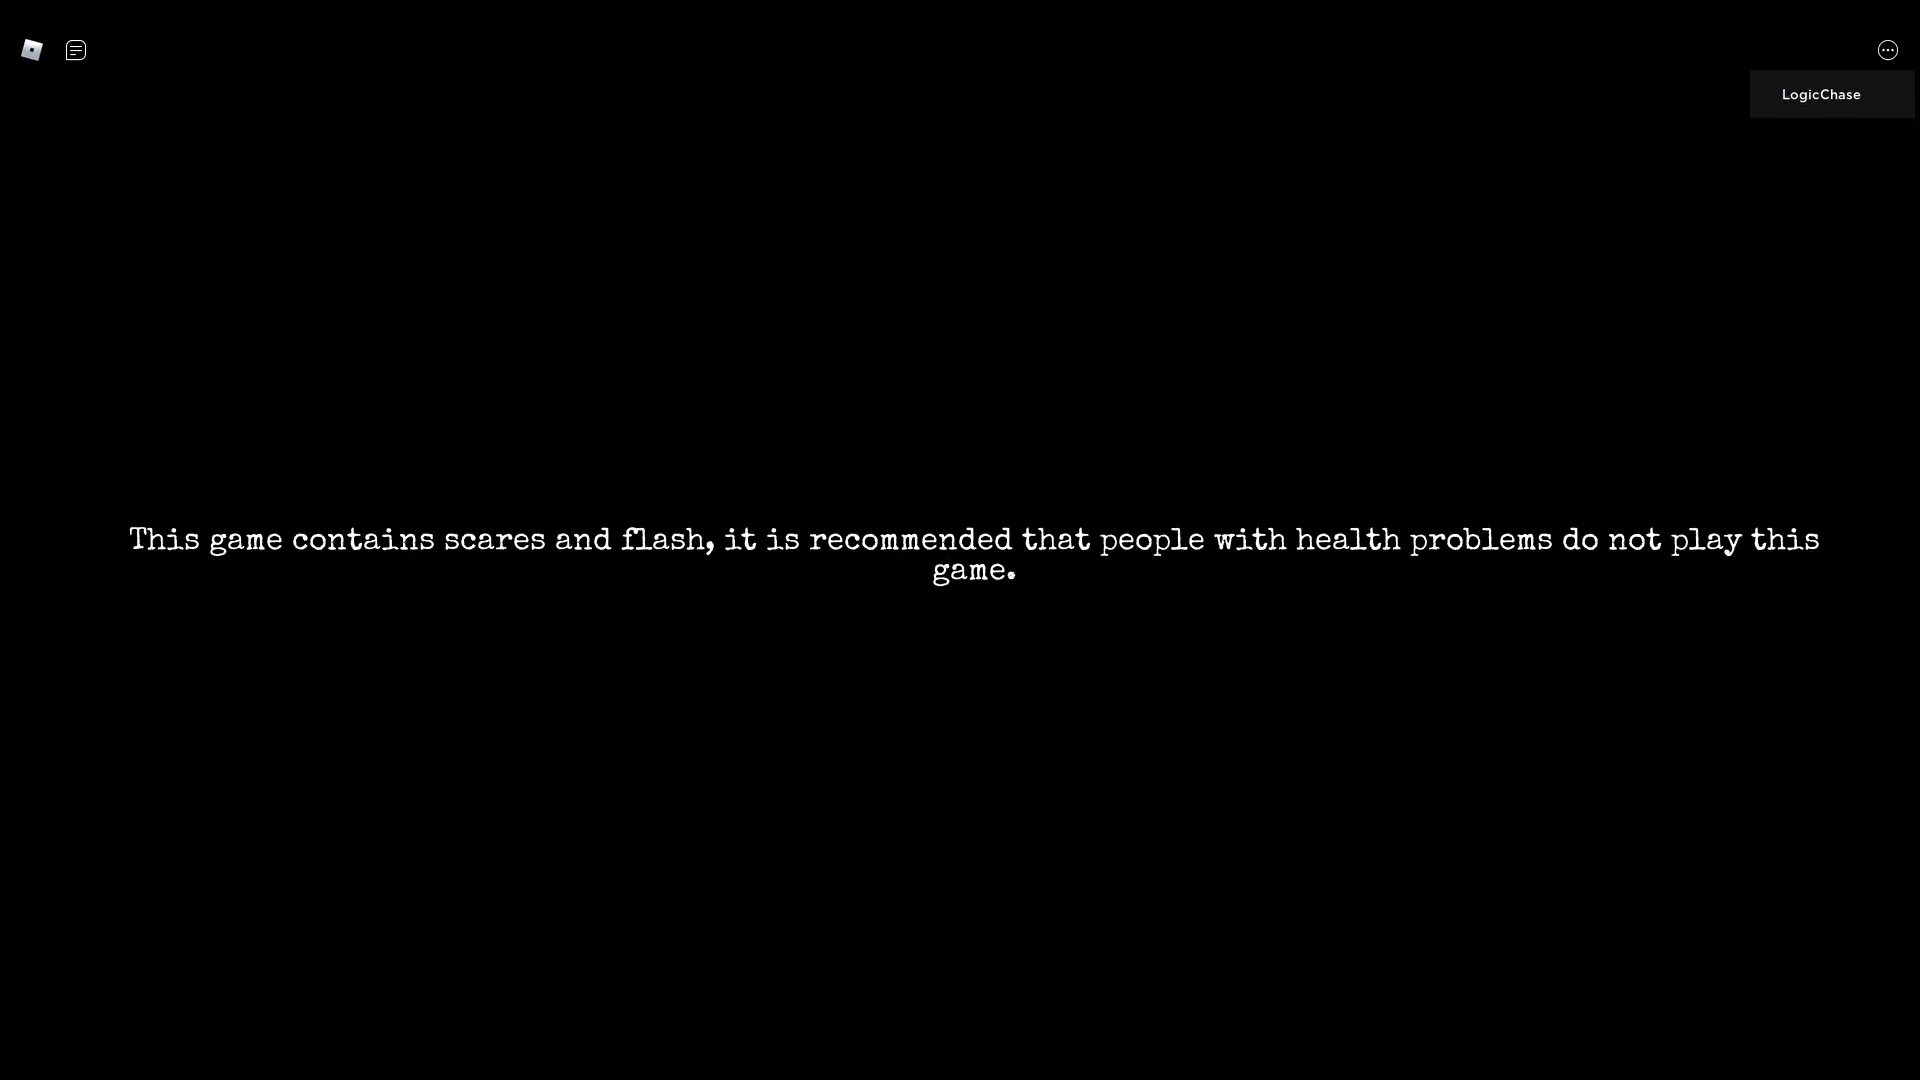 LogicChase
This game contains scares and flash, it is recommended that people with health problems do not play this
game.